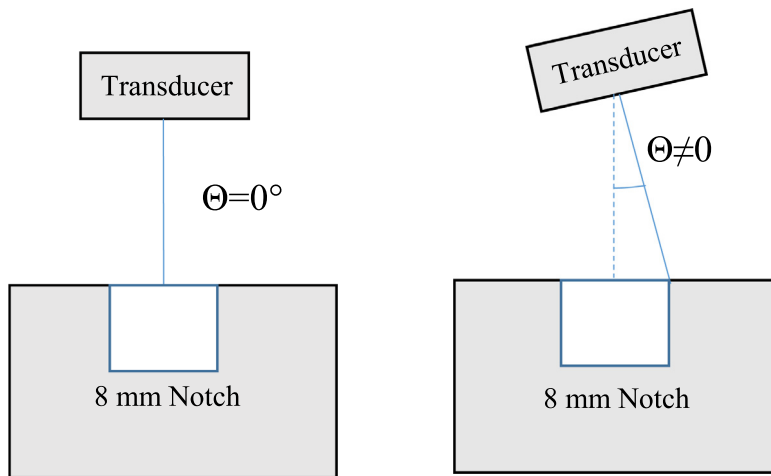 Transducer
Θ=0°
8 mm Notch
Transducer
Θ≠0
8 mm Notch